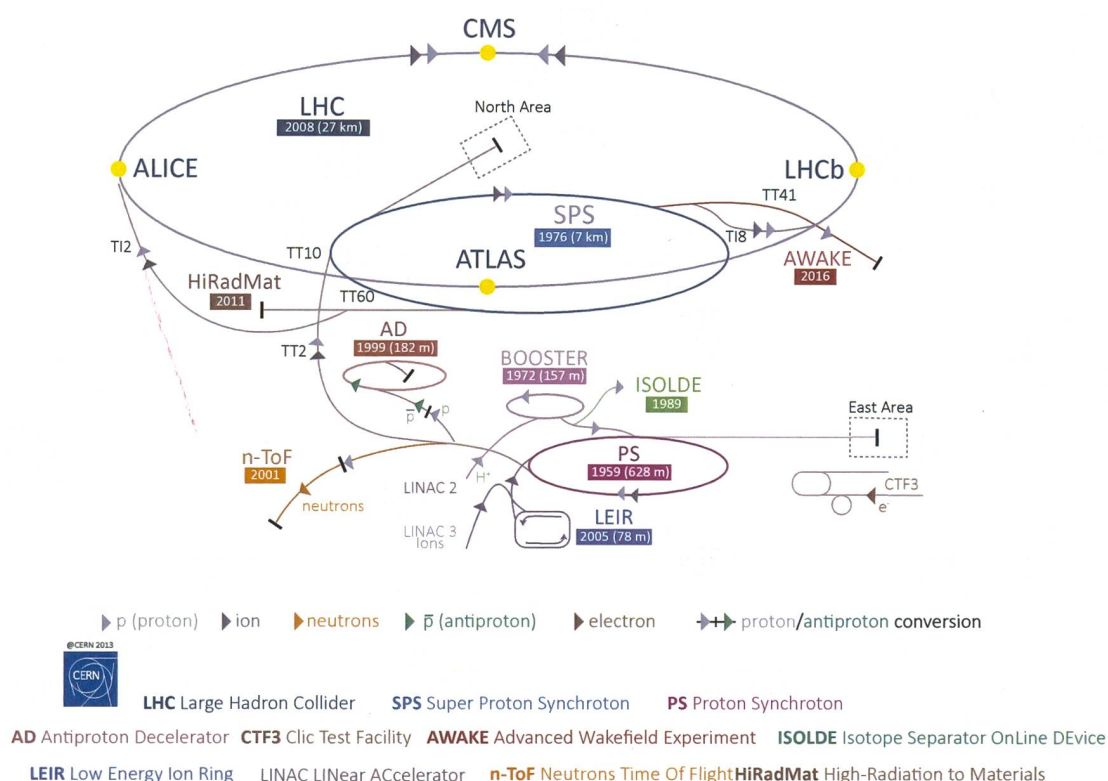 CMS
LHC
2008 (27 km)
North Area
ALICE
LHCb
TT41
SPS
1976 (7 km)
TI8
TI2
TT10
ATLAS
AWAKE
2016
HiRadMat
2011
TT60
AD
1999 (182 m)
TT2
BOOSTER
1972 (157 m)
ISOLDE
1989
p̅
p
East Area
n-ToF
2001
PS
1959 (628 m)
H⁺
neutrons
LINAC 2
CTF3
e⁻
LINAC 3
Ions
LEIR
2005 (78 m)
p (proton)
ion
neutrons
p̅ (antiproton)
electron
proton/antiproton conversion
@CERN 2013
CERN
LHC Large Hadron Collider
SPS Super Proton Synchroton
PS Proton Synchroton
AD Antiproton Decelerator CTF3 Clic Test Facility AWAKE Advanced Wakefield Experiment ISOLDE Isotope Separator OnLine DEvice
LEIR Low Energy Ion Ring LINAC LINear ACcelerator n-ToF Neutrons Time Of Flight HiRadMat High-Radiation to Materials